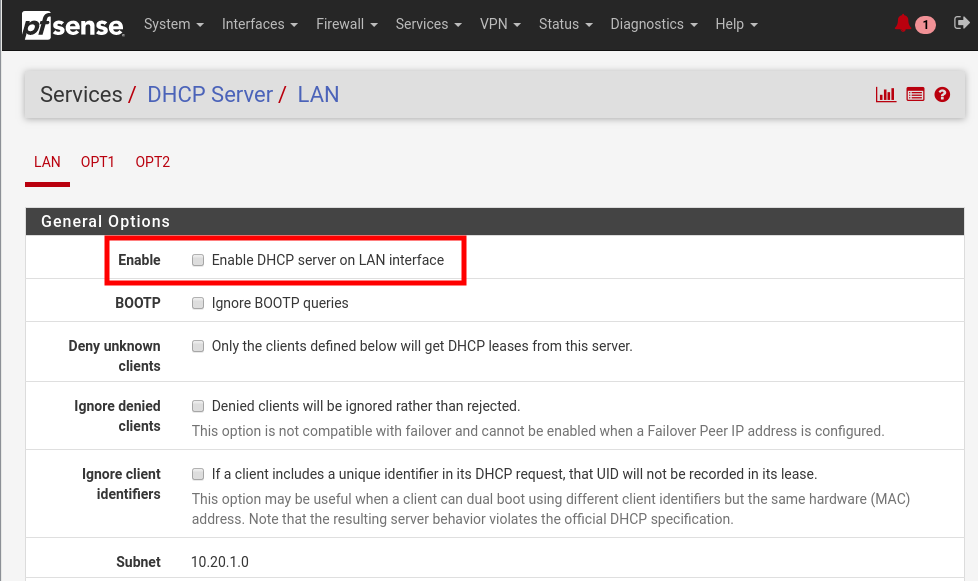 pfsense System Interfaces Firewall Services VPN Status Diagnostics Help 1
Services / DHCP Server / LAN
LAN OPT1 OPT2
General Options
Enable Enable DHCP server on LAN interface
BOOTP Ignore BOOTP queries
Deny unknown Only the clients defined below will get DHCP leases from this server.
clients
Ignore denied Denied clients will be ignored rather than rejected.
clients
This option is not compatible with failover and cannot be enabled when a Failover Peer IP address is configured.
Ignore client If a client includes a unique identifier in its DHCP request, that UID will not be recorded in its lease.
identifiers
This option may be useful when a client can dual boot using different client identifiers but the same hardware (MAC)
address. Note that the resulting server behavior violates the official DHCP specification.
Subnet 10.20.1.0